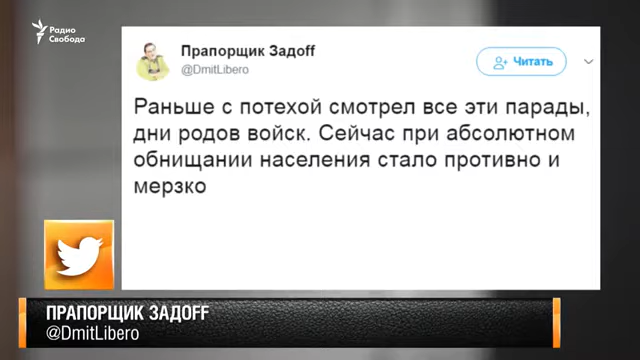 Радио
Свобода
Прапорщик Задоff
@DmitLibero
Читать
Раньше с потехой смотрел все эти парады,
дни родов войск. Сейчас при абсолютном
обнищании населения стало противно и
мерзко
ПРАПОРЩИК ЗАДОFF
@DmitLibero